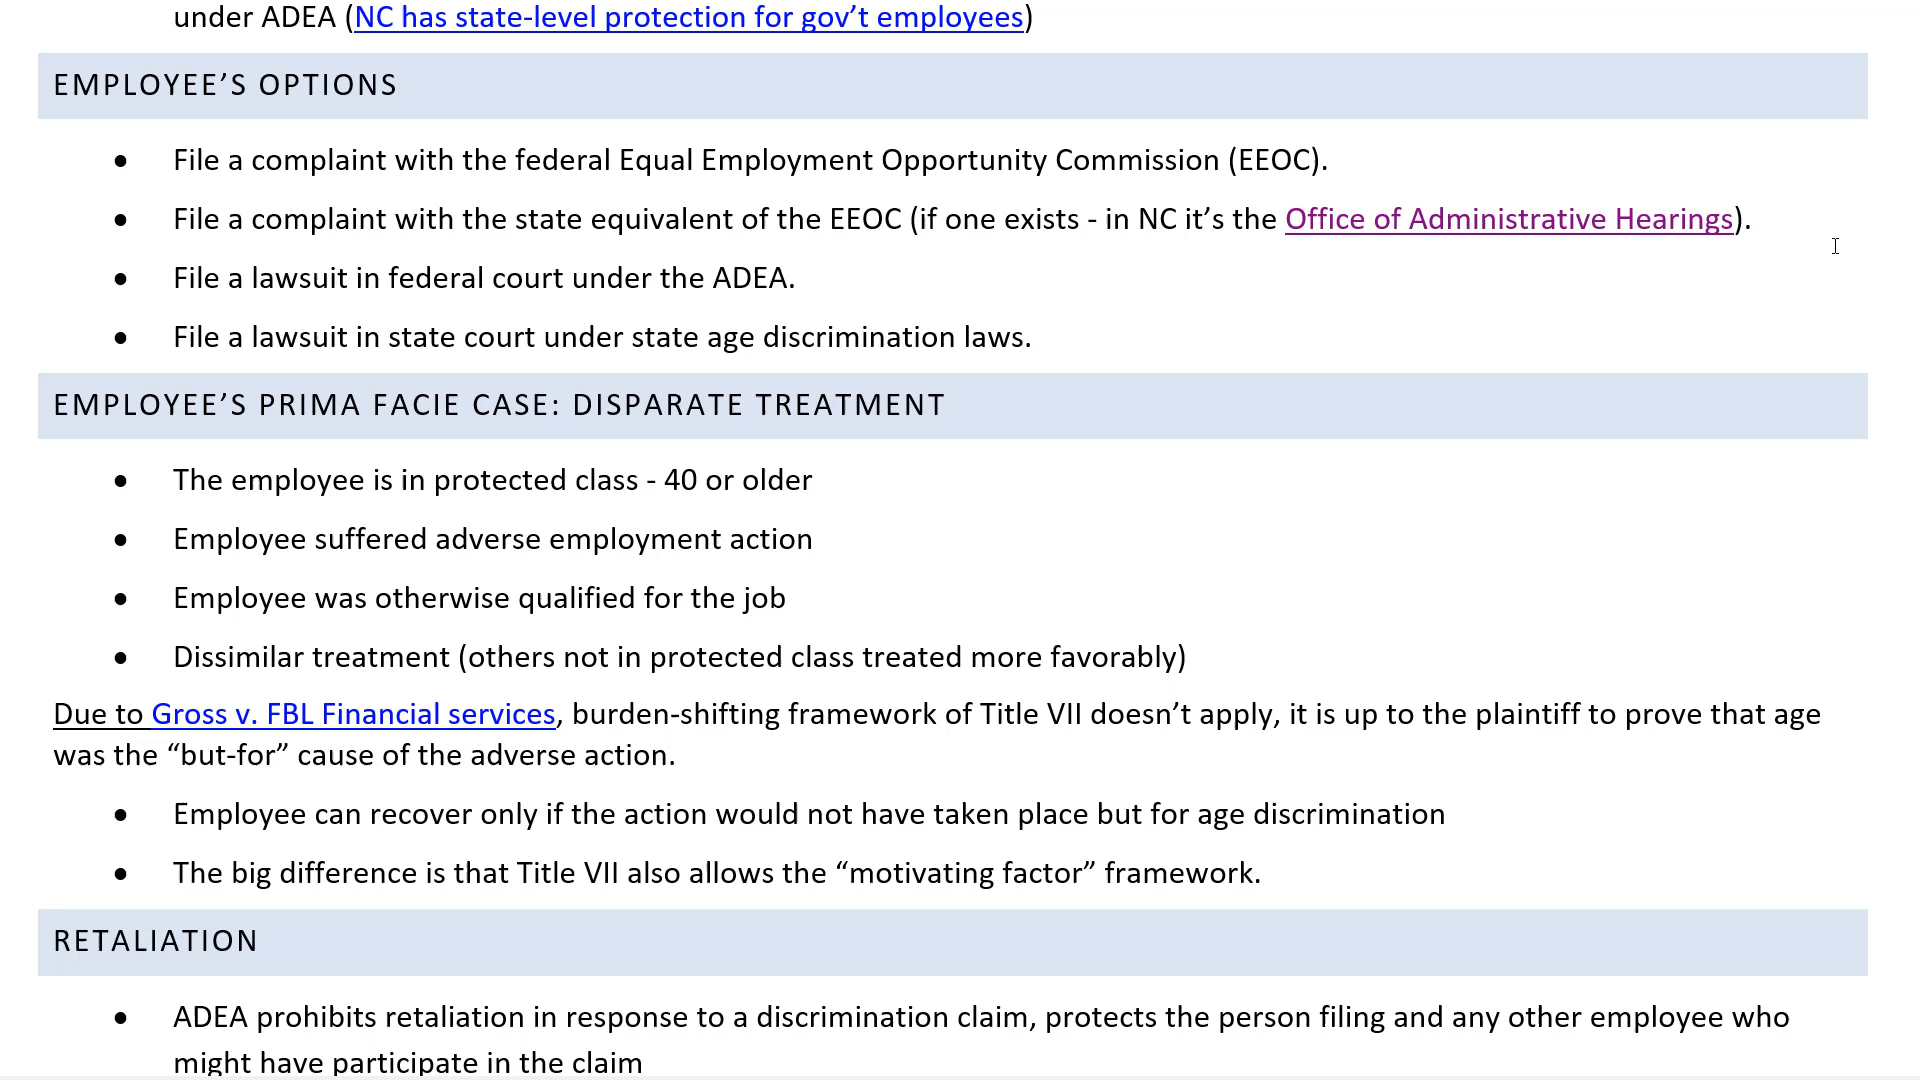 under ADEA (NC has state-level protection for gov’t employees)
EMPLOYEE’S OPTIONS
● File a complaint with the federal Equal Employment Opportunity Commission (EEOC).
● File a complaint with the state equivalent of the EEOC (if one exists - in NC it’s the Office of Administrative Hearings).
● File a lawsuit in federal court under the ADEA.
● File a lawsuit in state court under state age discrimination laws.
EMPLOYEE’S PRIMA FACIE CASE: DISPARATE TREATMENT
● The employee is in protected class - 40 or older
● Employee suffered adverse employment action
● Employee was otherwise qualified for the job
● Dissimilar treatment (others not in protected class treated more favorably)
Due to Gross v. FBL Financial services, burden-shifting framework of Title VII doesn’t apply, it is up to the plaintiff to prove that age
was the “but-for” cause of the adverse action.
● Employee can recover only if the action would not have taken place but for age discrimination
● The big difference is that Title VII also allows the “motivating factor” framework.
RETALIATION
● ADEA prohibits retaliation in response to a discrimination claim, protects the person filing and any other employee who
might have participate in the claim